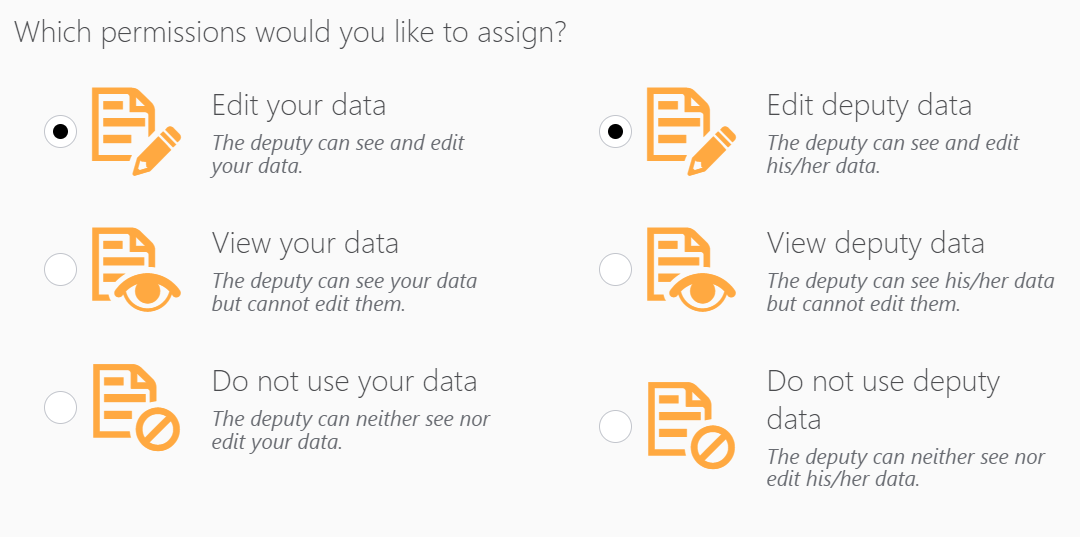 Which permissions would you like to assign?
Edit your data
The deputy can see and edit
your data.
Edit deputy data
The deputy can see and edit
his/her data.
View your data
The deputy can see your data
but cannot edit them.
View deputy data
The deputy can see his/her data
but cannot edit them.
Do not use your data
The deputy can neither see nor
edit your data.
Do not use deputy
data
The deputy can neither see nor
edit his/her data.